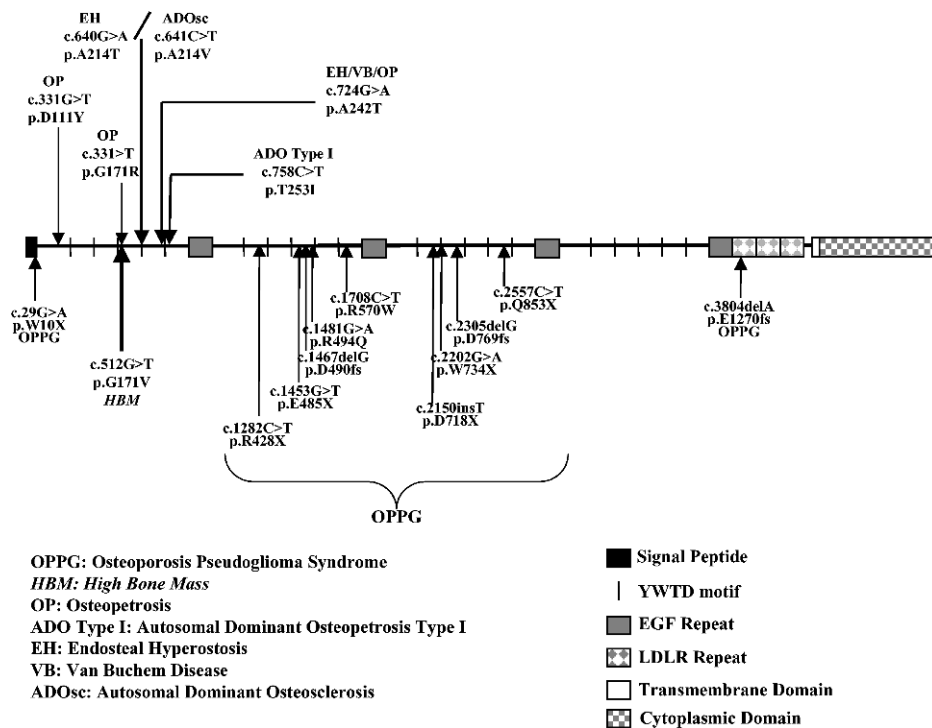 EH
c.640G>A
p.A214T
ADOsc
c.641C>T
p.A214V
OP
c.331G>T
p.D111Y
OP
c.331>T
p.G171R
EH/VB/OP
c.724G>A
p.A242T
ADO Type I
c.758C>T
p.T253I
c.29G>A
p.W10X
OPPG
c.512G>T
p.G171V
HBM
c.1282C>T
p.R428X
c.1453G>T
p.E485X
c.1467delG
p.D490fs
c.1481G>A
p.R494Q
c.1708C>T
p.R570W
c.2150insT
p.D718X
c.2202G>A
p.W734X
c.2305delG
p.D769fs
c.2557C>T
p.Q853X
c.3804delA
p.E1270fs
OPPG
OPPG
OPPG: Osteoporosis Pseudoglioma Syndrome
HBM: High Bone Mass
OP: Osteopetrosis
ADO Type I: Autosomal Dominant Osteopetrosis Type I
EH: Endosteal Hyperostosis
VB: Van Buchem Disease
ADOsc: Autosomal Dominant Osteosclerosis
Signal Peptide
YWTD motif
EGF Repeat
LDLR Repeat
Transmembrane Domain
Cytoplasmic Domain